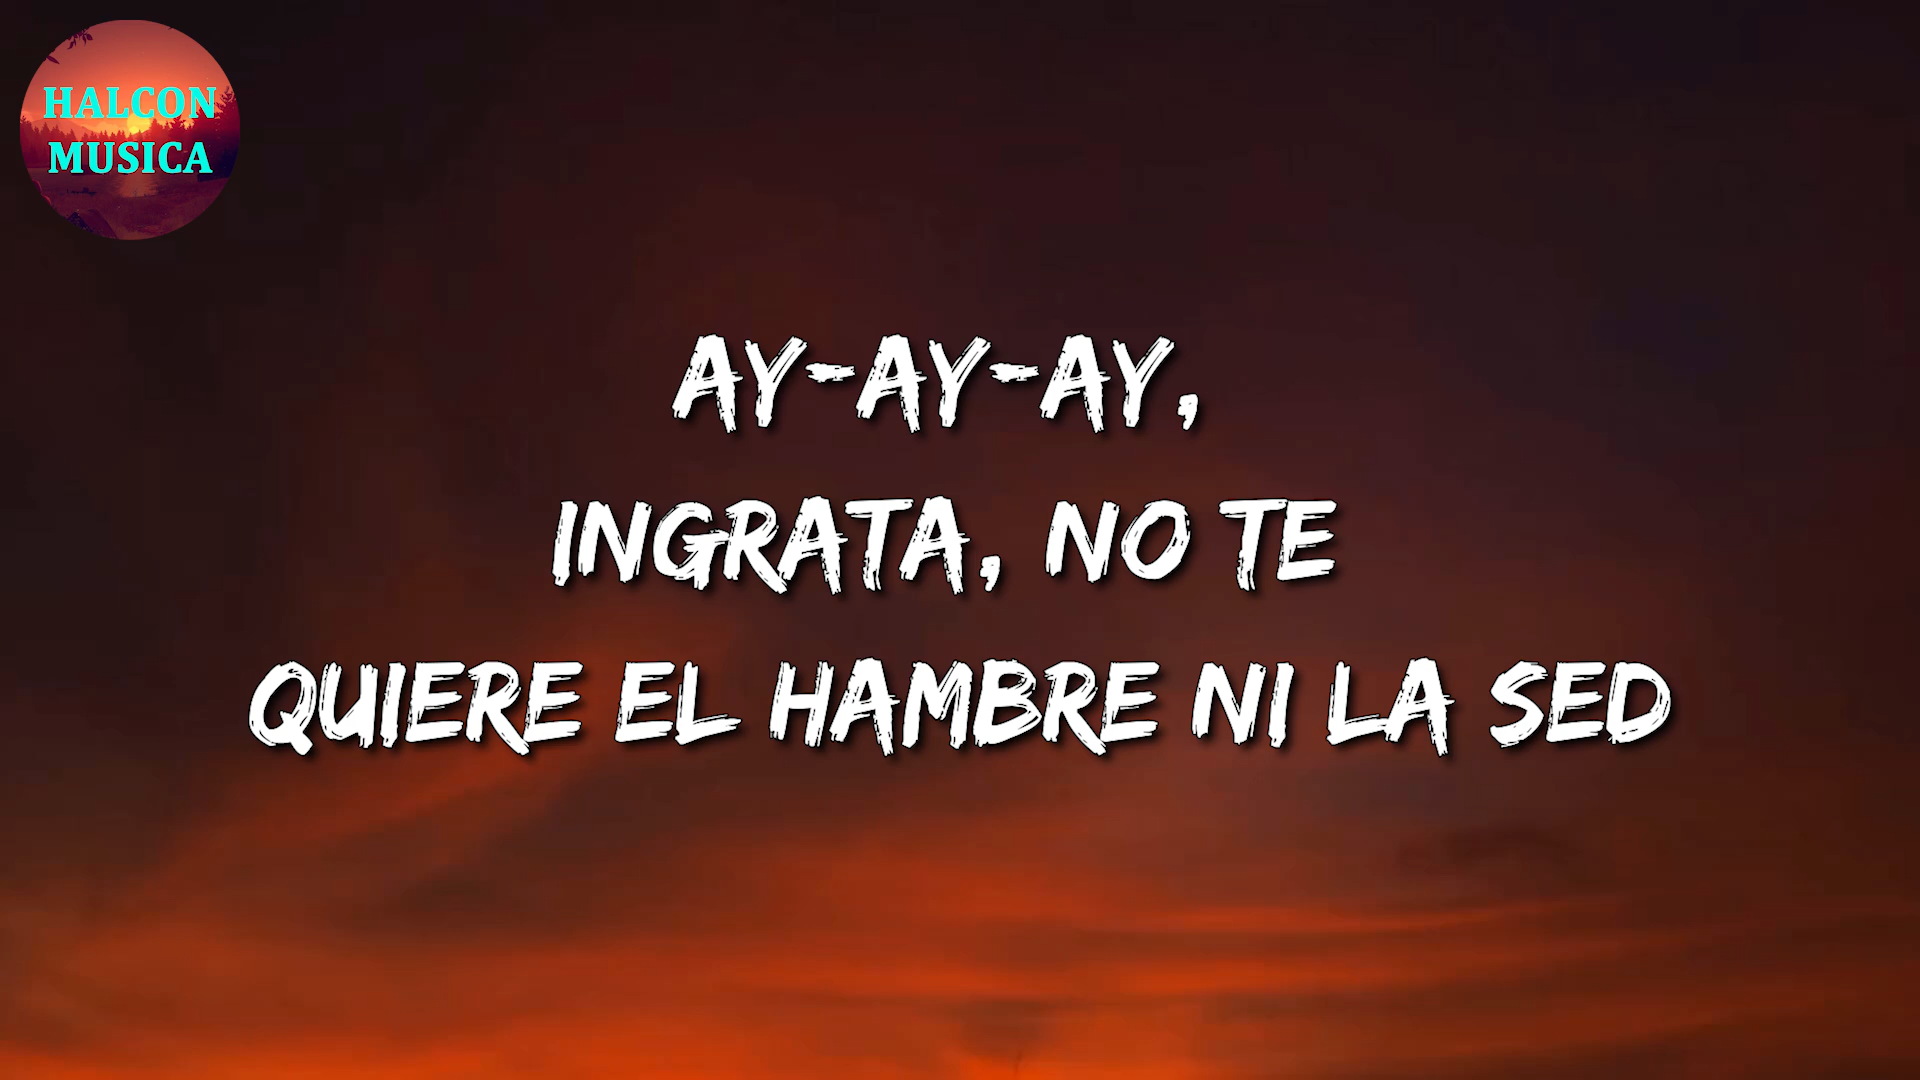 HALCON
MUSICA
AY-AY-AY,
INGRATA, NO TE
QUIERE EL HAMBRE NI LA SED